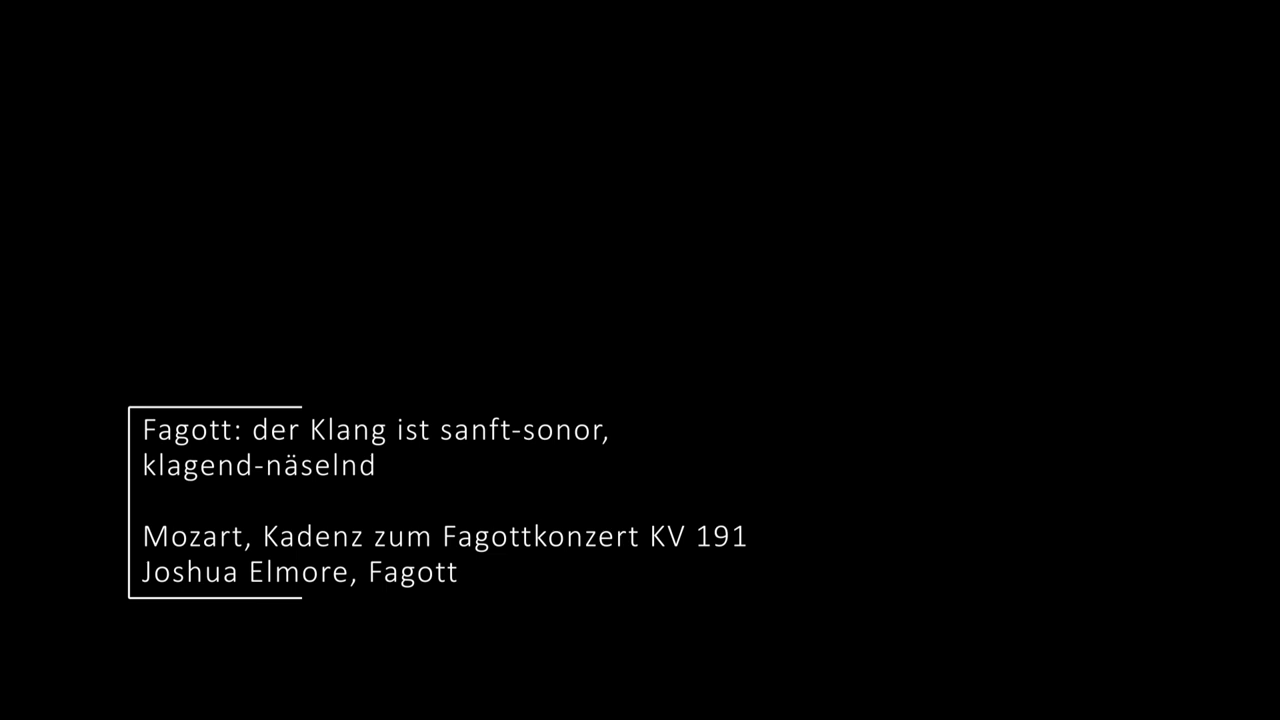 Fagott: der Klang ist sanft-sonor,
klagend-näselnd
Mozart, Kadenz zum Fagottkonzert KV 191
Joshua Elmore, Fagott